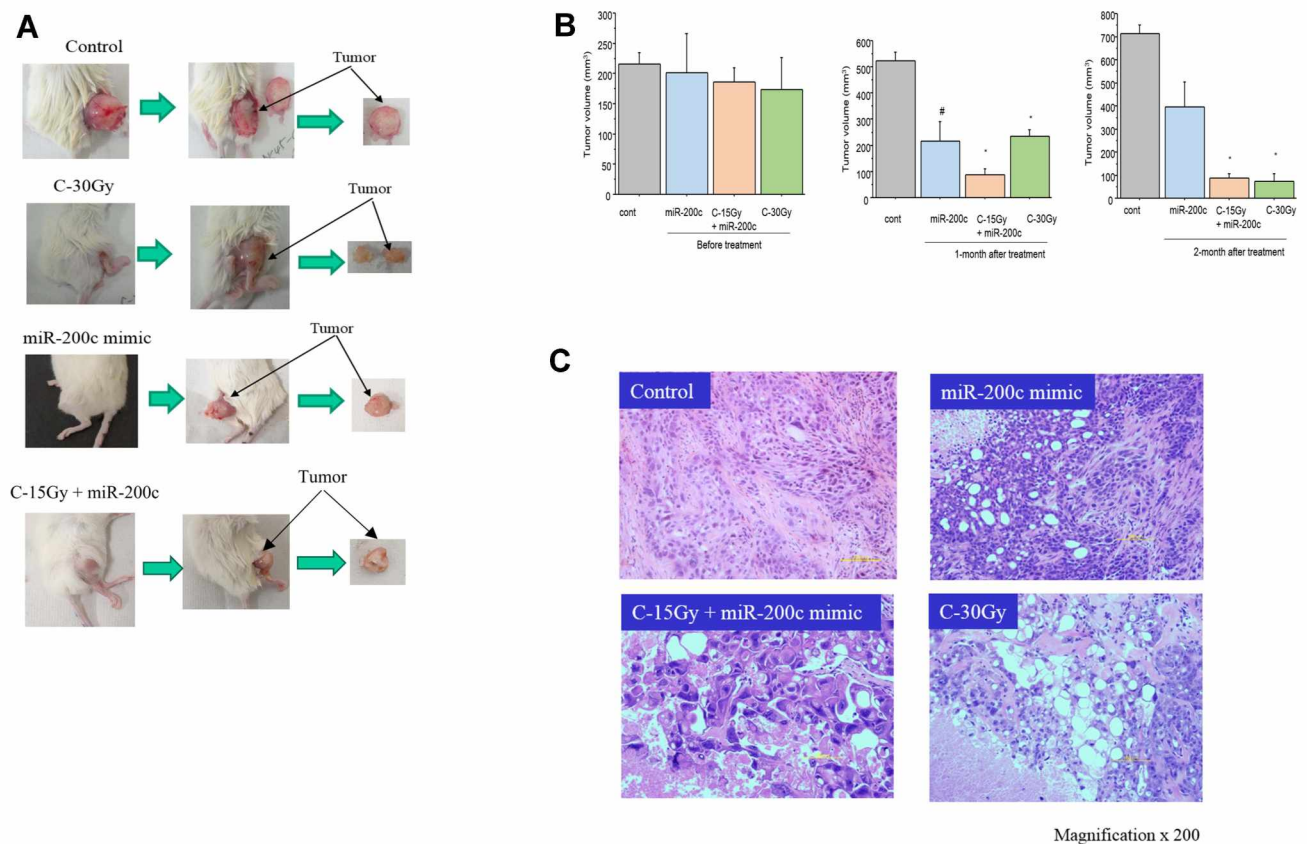 A
Control
Tumor
C-30Gy
Tumor
miR-200c mimic
Tumor
C-15Gy + miR-200c
Tumor
B
Tumor volume (mm³)
300
250
200
150
100
50
0
cont
miR-200c
C-15Gy
+ miR-200c
C-30Gy
Before treatment
Tumor volume (mm³)
600
500
400
300
200
100
0
#
*
*
cont
miR-200c
C-15Gy
+ miR-200c
C-30Gy
1-month after treatment
Tumor volume (mm³)
800
700
600
500
400
300
200
100
0
*
*
cont
miR-200c
C-15Gy
+ miR-200c
C-30Gy
2-month after treatment
C
Control
miR-200c mimic
C-15Gy + miR-200c mimic
C-30Gy
Magnification x 200